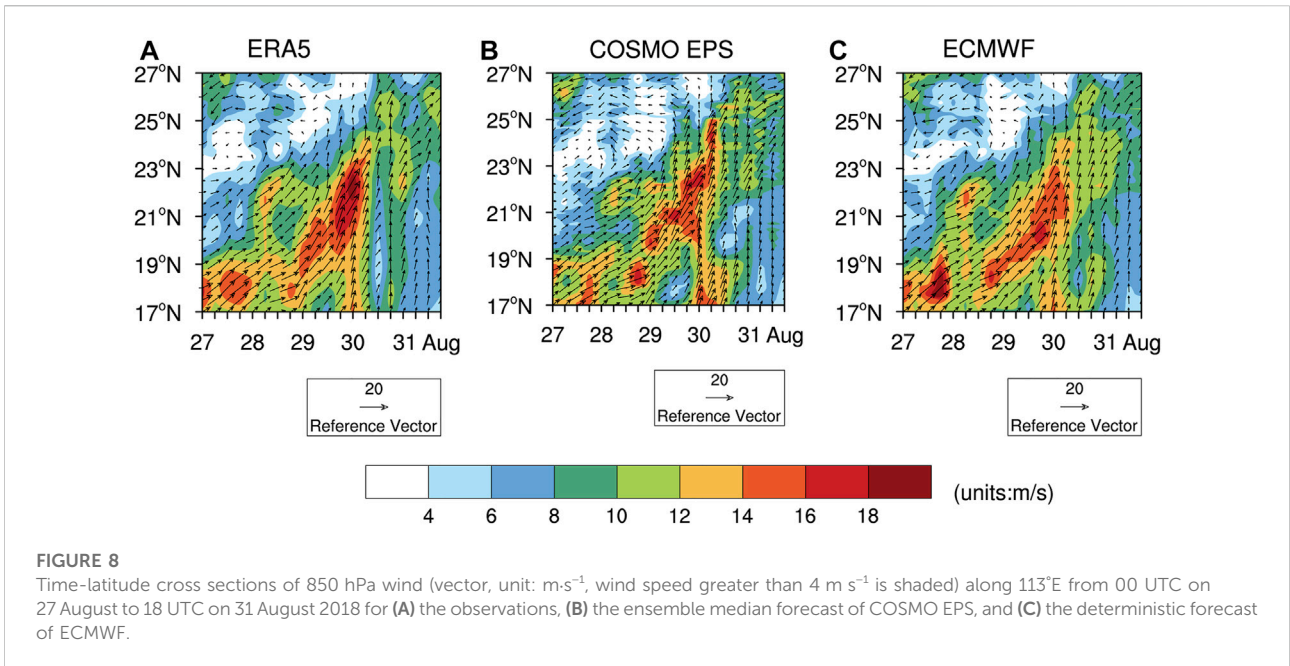 A ERA5
B COSMO EPS
C ECMWF
27°N
25°N
23°N
21°N
19°N
17°N
27 28 29 30 31 Aug
27°N
25°N
23°N
21°N
19°N
17°N
27 28 29 30 31 Aug
27°N
25°N
23°N
21°N
19°N
17°N
27 28 29 30 31 Aug
20
Reference Vector
20
Reference Vector
20
Reference Vector
4 6 8 10 12 14 16 18
(units:m/s)
FIGURE 8
Time-latitude cross sections of 850 hPa wind (vector, unit: m·s⁻¹, wind speed greater than 4 m s⁻¹ is shaded) along 113°E from 00 UTC on
27 August to 18 UTC on 31 August 2018 for (A) the observations, (B) the ensemble median forecast of COSMO EPS, and (C) the deterministic forecast
of ECMWF.